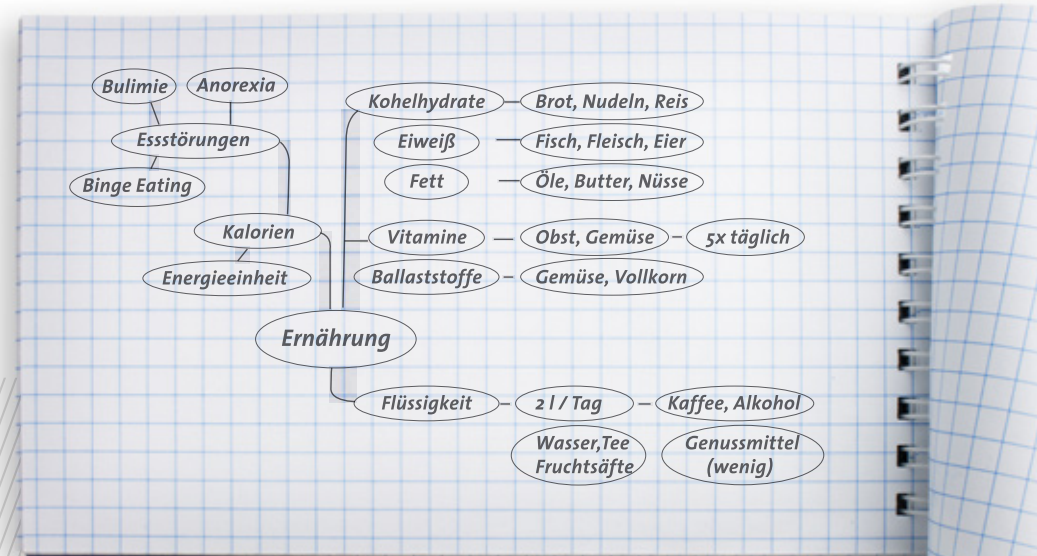 Bulimie
Anorexia
Essstörungen
Binge Eating
Kalorien
Energieeinheit
Kohelhydrate
Brot, Nudeln, Reis
Eiweiß
Fisch, Fleisch, Eier
Fett
Öle, Butter, Nüsse
Vitamine
Obst, Gemüse
5x täglich
Ballaststoffe
Gemüse, Vollkorn
Ernährung
Flüssigkeit
2 l / Tag
Kaffee, Alkohol
Wasser,Tee
Fruchtsäfte
Genussmittel
(wenig)